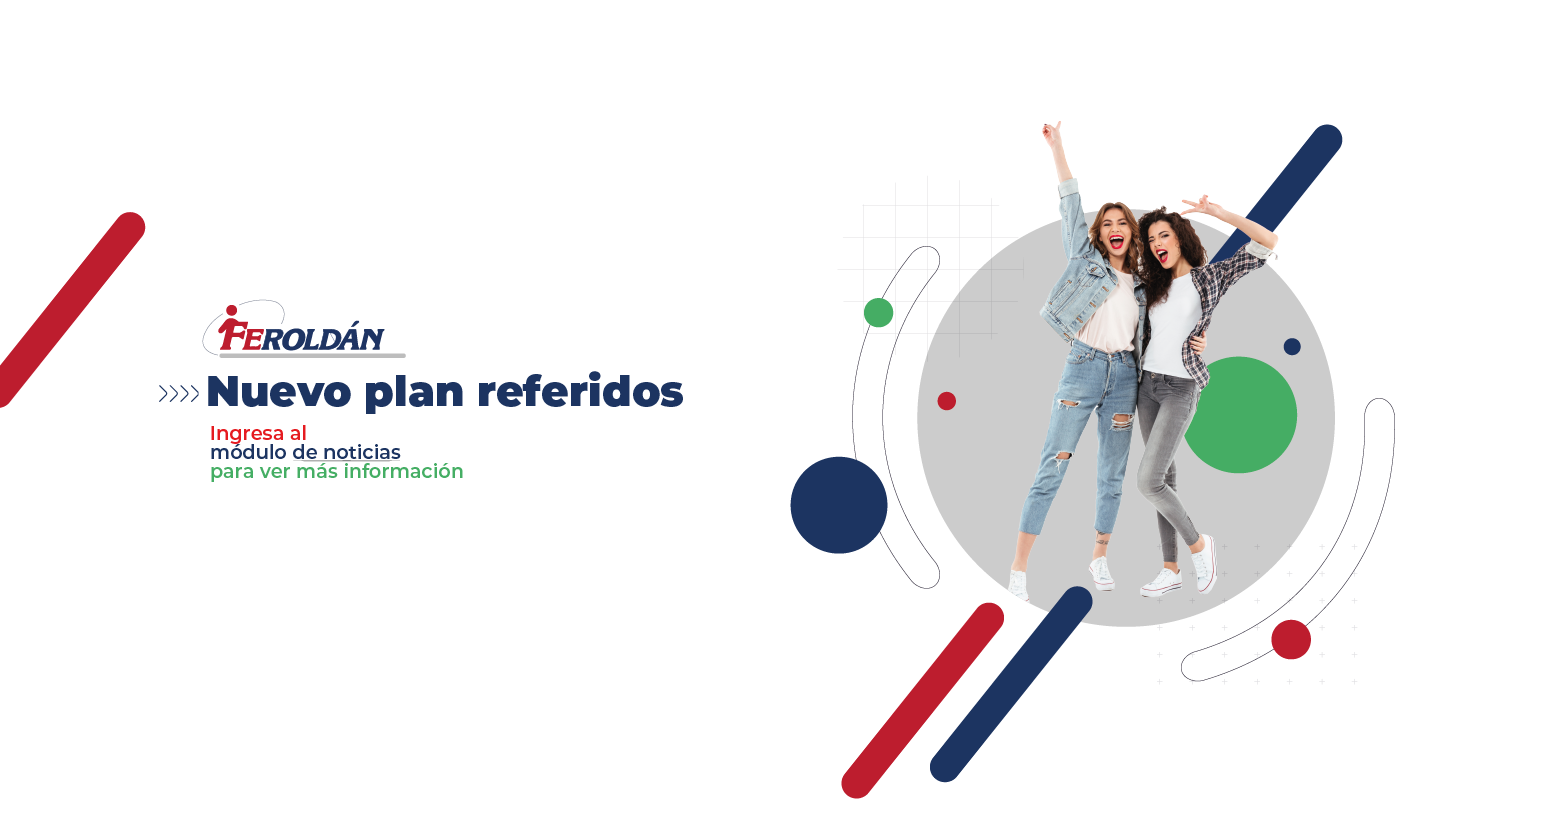 FEROLDÁN
Nuevo plan referidos
Ingresa al
módulo de noticias
para ver más información